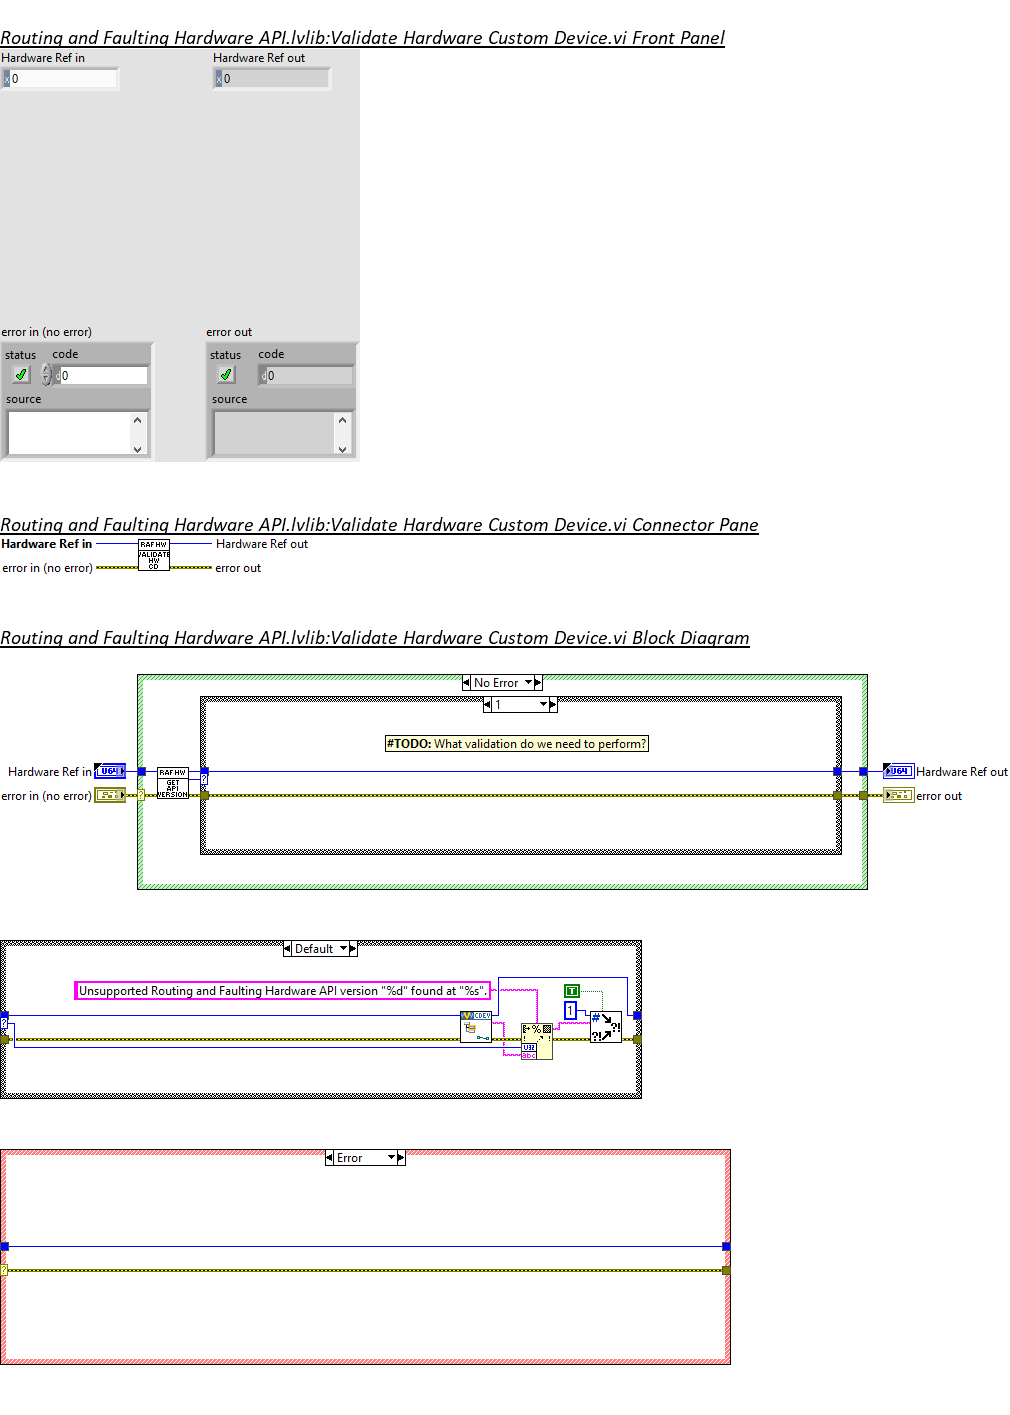 Routing and Faulting Hardware API.lvlib:Validate Hardware Custom Device.vi Front Panel
Hardware Ref in
Hardware Ref out
x 0
x 0
error in (no error)
error out
status code
status code
d 0
d 0
source
source
Routing and Faulting Hardware API.lvlib:Validate Hardware Custom Device.vi Connector Pane
Hardware Ref in
RAF HW
VALIDATE
HW
CD
Hardware Ref out
error in (no error)
error out
Routing and Faulting Hardware API.lvlib:Validate Hardware Custom Device.vi Block Diagram
No Error
1
#TODO: What validation do we need to perform?
Hardware Ref in
U64
RAF HW
GET
API
VERSION
?
U64
Hardware Ref out
error in (no error)
?
error out
Default
Unsupported Routing and Faulting Hardware API version "%d" found at "%s".
T
1
?
CDEV
%
#
?!
?!
U32
abc
Error
?